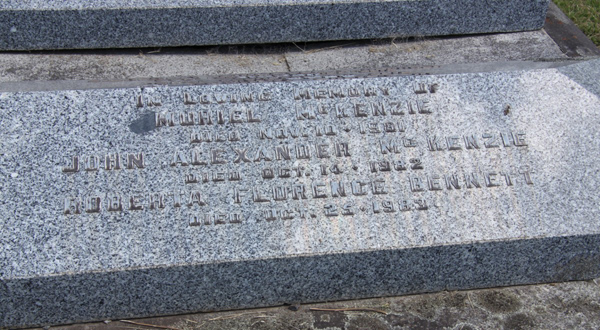 IN LOVING MEMORY OF
MURIEL McKENZIE
DIED NOV. 10. 1961
JOHN ALEXANDER McKENZIE
DIED OCT. 14. 1962
ROBERTA FLORENCE BENNETT
DIED OCT. 23. 1963